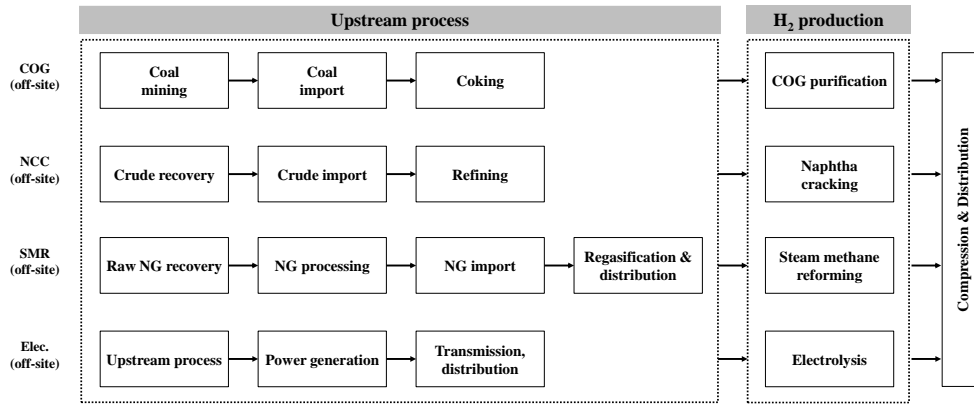 Upstream process
H₂ production
COG
(off-site)
Coal
mining
Coal
import
Coking
COG purification
NCC
(off-site)
Crude recovery
Crude import
Refining
Naphtha
cracking
SMR
(off-site)
Raw NG recovery
NG processing
NG import
Regasification &
distribution
Steam methane
reforming
Elec.
(off-site)
Upstream process
Power generation
Transmission,
distribution
Electrolysis
Compression & Distribution